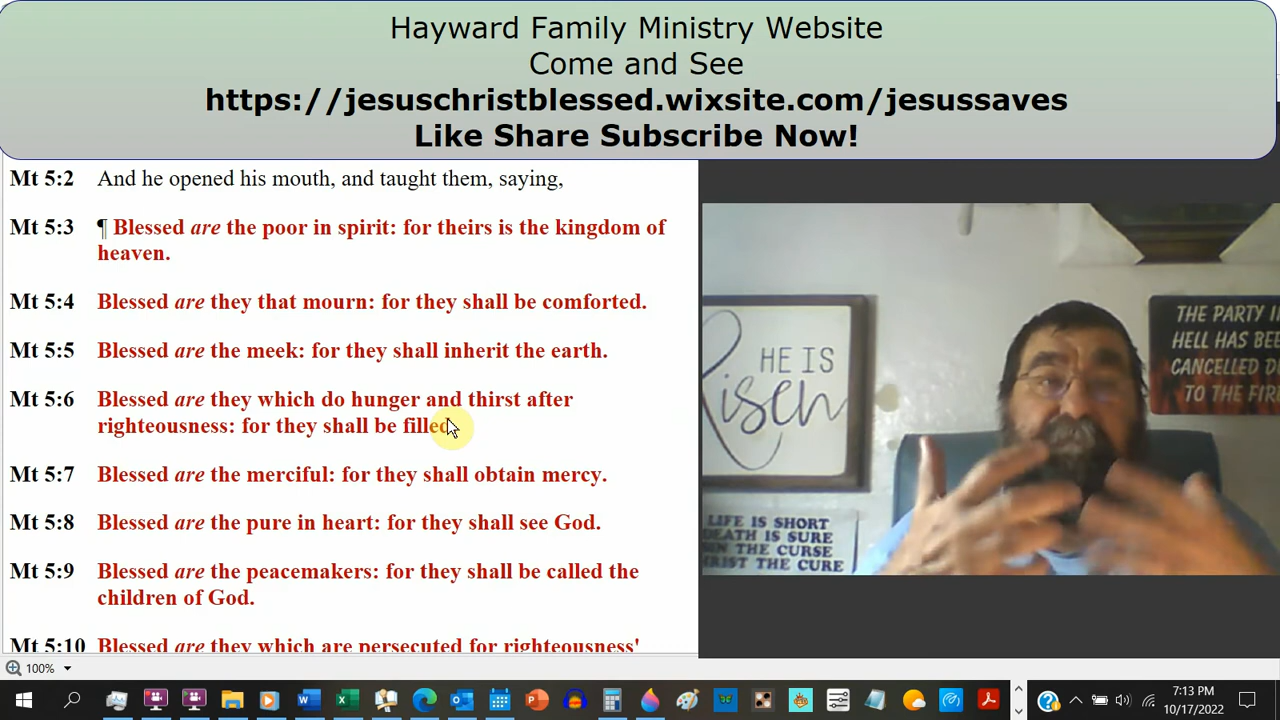 Hayward Family Ministry Website
Come and See
https://jesuschristblessed.wixsite.com/jesussaves
Like Share Subscribe Now!
Mt 5:2 And he opened his mouth, and taught them, saying,
Mt 5:3 ¶ Blessed are the poor in spirit: for theirs is the kingdom of
heaven.
Mt 5:4 Blessed are they that mourn: for they shall be comforted.
Mt 5:5 Blessed are the meek: for they shall inherit the earth.
Mt 5:6 Blessed are they which do hunger and thirst after
righteousness: for they shall be filled
Mt 5:7 Blessed are the merciful: for they shall obtain mercy.
Mt 5:8 Blessed are the pure in heart: for they shall see God.
Mt 5:9 Blessed are the peacemakers: for they shall be called the
children of God.
Mt 5:10 Blessed are they which are persecuted for righteousness'
HE IS
Risen
THE PARTY I
HELL HAS BEE
CANCELLED D
TO THE FIR
LIFE IS SHORT
DEATH IS SURE
THE CURSE
THE CURE
100%
7:13 PM
10/17/2022